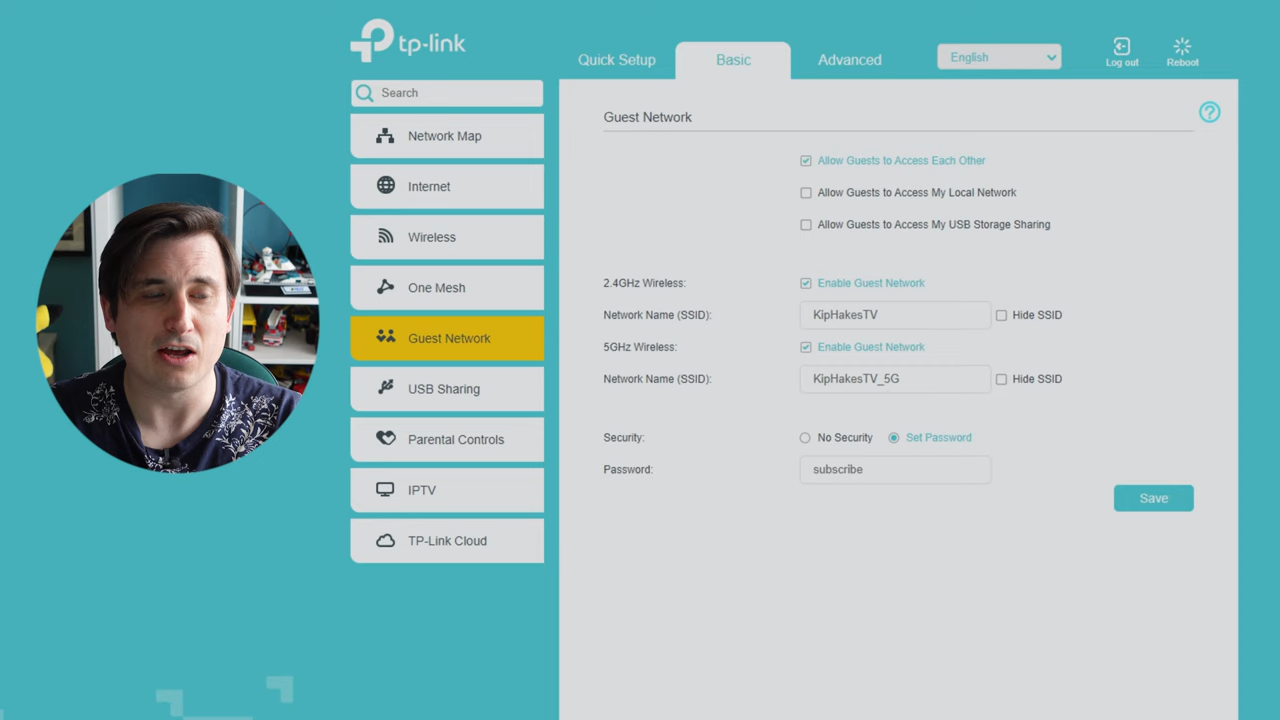 tp-link
Quick Setup
Basic
Advanced
English
Log out
Reboot
Search
Network Map
Internet
Wireless
One Mesh
Guest Network
USB Sharing
Parental Controls
IPTV
TP-Link Cloud
Guest Network
?
Allow Guests to Access Each Other
Allow Guests to Access My Local Network
Allow Guests to Access My USB Storage Sharing
2.4GHz Wireless: Enable Guest Network
Network Name (SSID): KipHakesTV Hide SSID
5GHz Wireless: Enable Guest Network
Network Name (SSID): KipHakesTV_5G Hide SSID
Security: No Security Set Password
Password: subscribe
Save